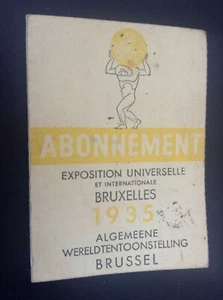 ABONNEMENT
EXPOSITION UNIVERSELLE
ET INTERNATIONALE
BRUXELLES
1935
ALGEMEENE
WERELDTENTOONSTELLING
BRUSSEL